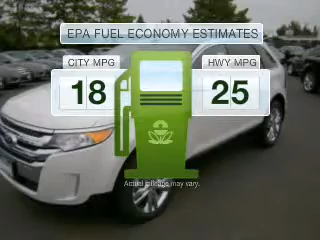 EPA FUEL ECONOMY ESTIMATES
CITY MPG
HWY MPG
18
25
Actual mileage may vary.